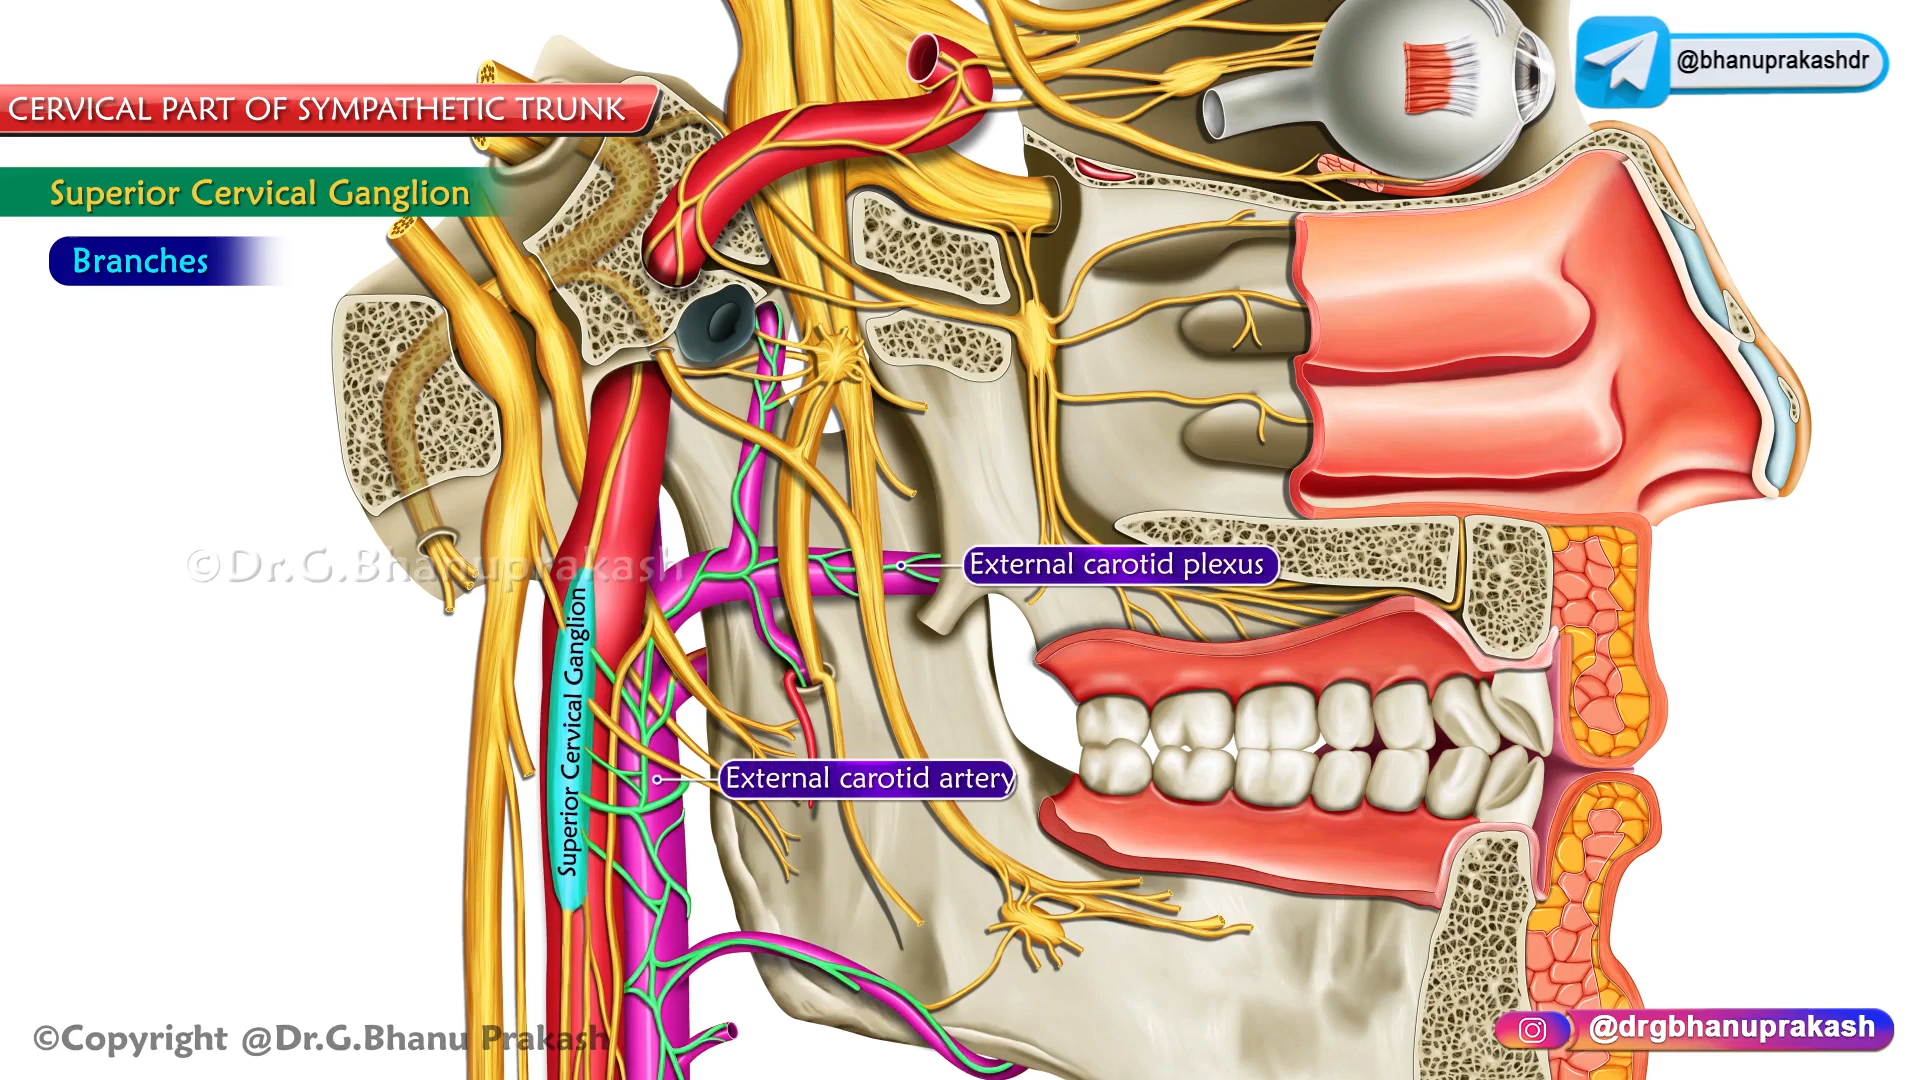 @bhanuprakashdr
CERVICAL PART OF SYMPATHETIC TRUNK
Superior Cervical Ganglion
Branches
©Dr.G.Bhanuprakash
External carotid plexus
Superior Cervical Ganglion
External carotid artery
©Copyright @Dr.G.Bhanu Prakash
@drgbhanuprakash